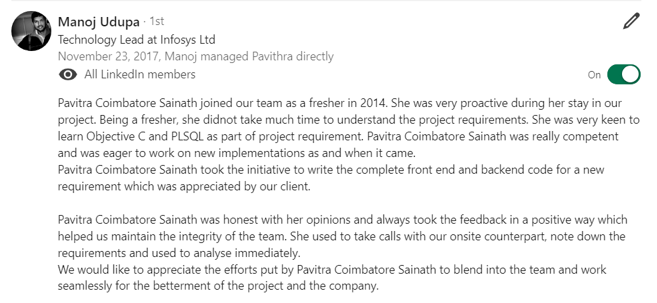 Manoj Udupa · 1st
Technology Lead at Infosys Ltd
November 23, 2017, Manoj managed Pavithra directly
All LinkedIn members
On
Pavitra Coimbatore Sainath joined our team as a fresher in 2014. She was very proactive during her stay in our
project. Being a fresher, she didnot take much time to understand the project requirements. She was very keen to
learn Objective C and PLSQL as part of project requirement. Pavitra Coimbatore Sainath was really competent
and was eager to work on new implementations as and when it came.
Pavitra Coimbatore Sainath took the initiative to write the complete front end and backend code for a new
requirement which was appreciated by our client.
Pavitra Coimbatore Sainath was honest with her opinions and always took the feedback in a positive way which
helped us maintain the integrity of the team. She used to take calls with our onsite counterpart, note down the
requirements and used to analyse immediately.
We would like to appreciate the efforts put by Pavitra Coimbatore Sainath to blend into the team and work
seamlessly for the betterment of the project and the company.